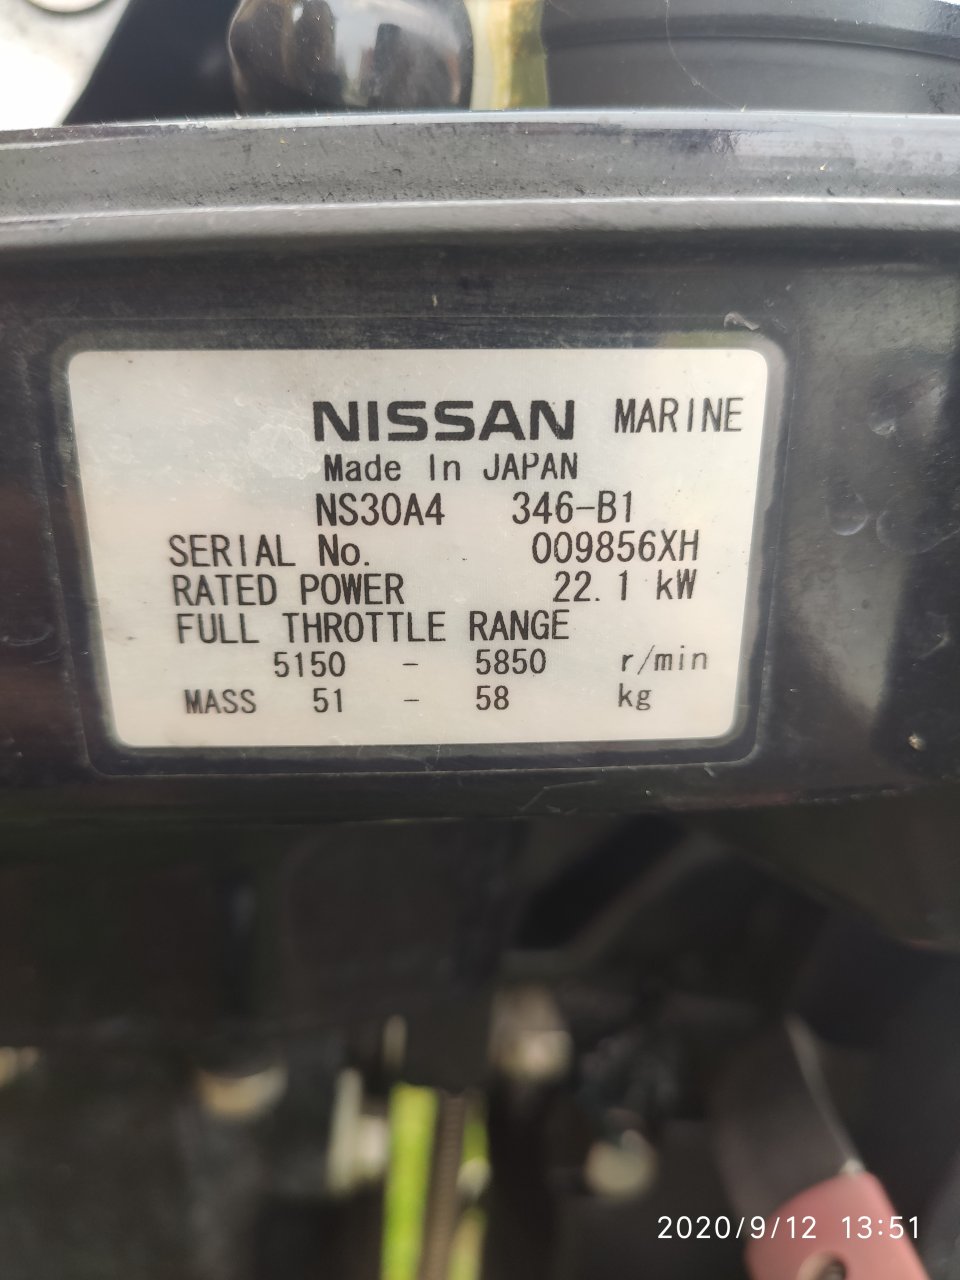 NISSAN MARINE
Made In JAPAN
NS30A4 346-B1
SERIAL No. 009856XH
RATED POWER 22.1 kW
FULL THROTTLE RANGE
5150 - 5850 r/min
MASS 51 - 58 kg
2020/9/12 13:51